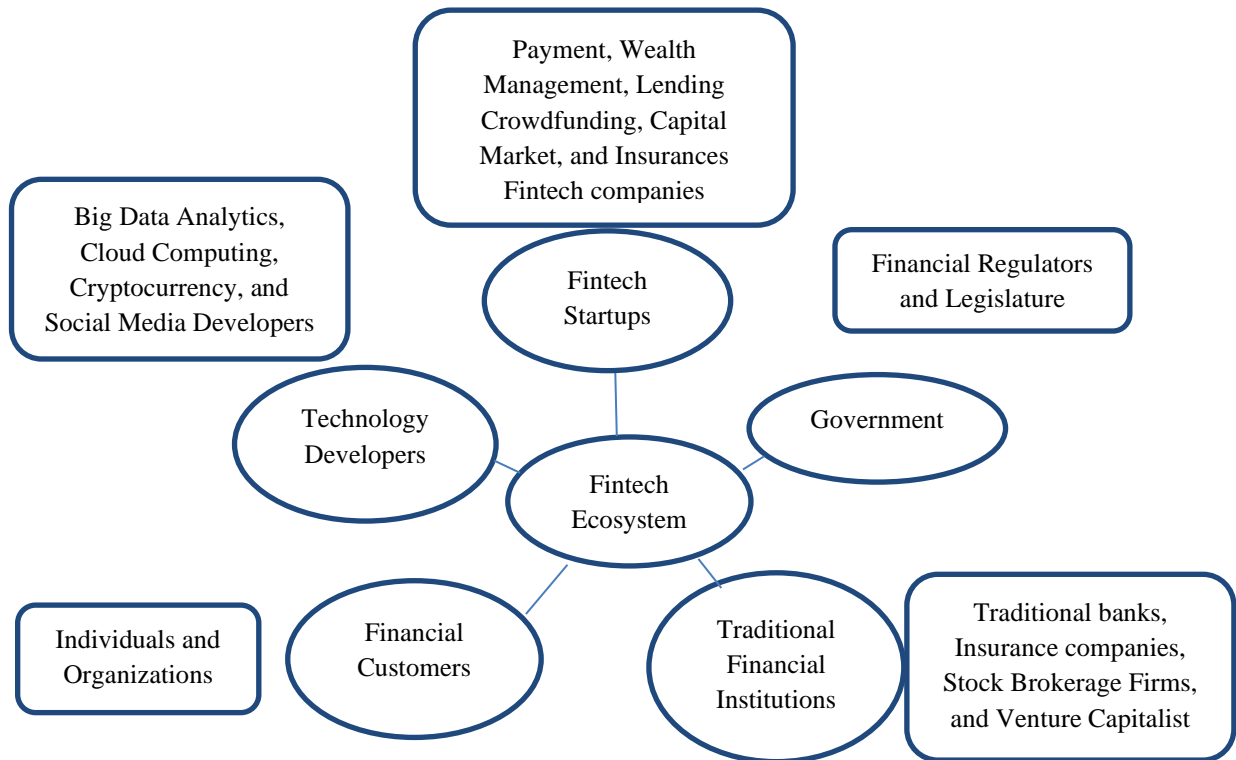 Payment, Wealth
Management, Lending
Crowdfunding, Capital
Market, and Insurances
Fintech companies
Big Data Analytics,
Cloud Computing,
Cryptocurrency, and
Social Media Developers
Fintech
Startups
Financial Regulators
and Legislature
Technology
Developers
Government
Fintech
Ecosystem
Individuals and
Organizations
Financial
Customers
Traditional
Financial
Institutions
Traditional banks,
Insurance companies,
Stock Brokerage Firms,
and Venture Capitalist